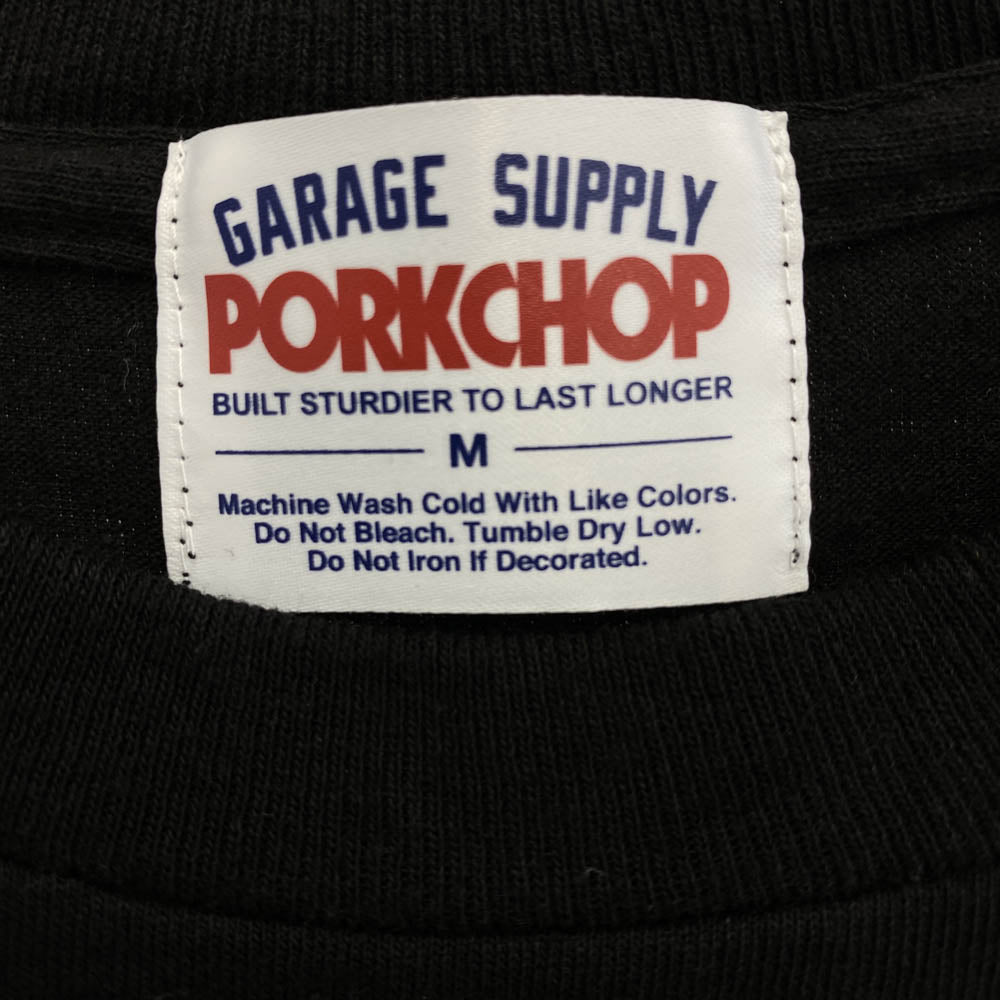 GARAGE SUPPLY
PORKCHOP
BUILT STURDIER TO LAST LONGER
M
Machine Wash Cold With Like Colors.
Do Not Bleach. Tumble Dry Low.
Do Not Iron If Decorated.